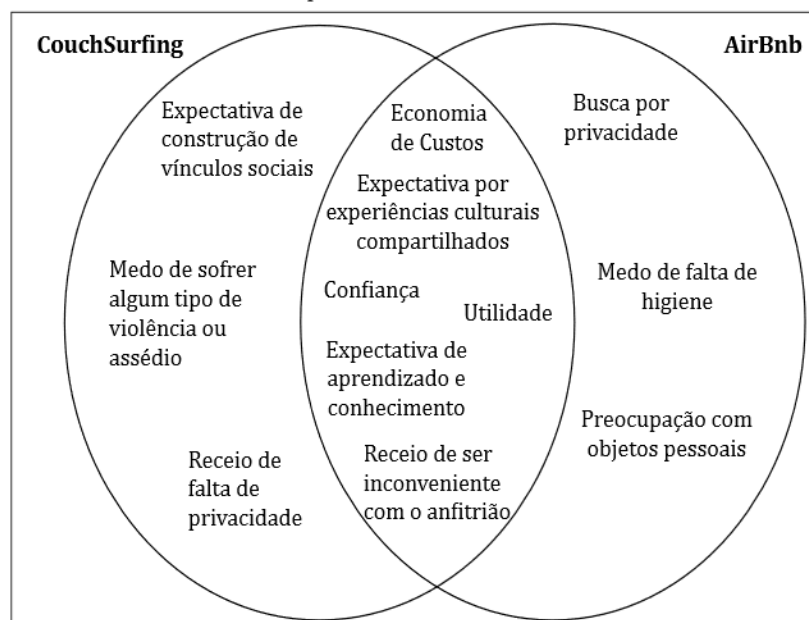 CouchSurfing
AirBnb
Expectativa de
construção de
vínculos sociais
Medo de sofrer
algum tipo de
violência ou
assédio
Receio de
falta de
privacidade
Economia
de Custos
Expectativa por
experiências culturais
compartilhados
Confiança
Utilidade
Expectativa de
aprendizado e
conhecimento
Receio de ser
inconveniente
com o anfitrião
Busca por
privacidade
Medo de falta de
higiene
Preocupação com
objetos pessoais